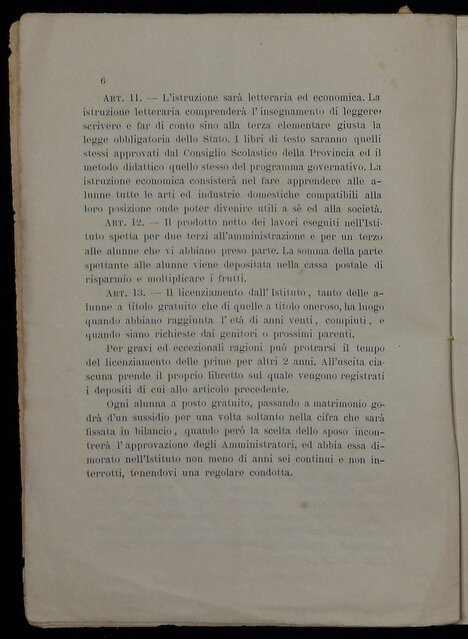 6
ART. 11. — L'istruzione sarà letteraria ed economica. La
istruzione letteraria comprenderà l'insegnamento di leggere,
scrivere e far di conto sino alla terza elementare giusta la
legge obbligatoria dello Stato. I libri di testo saranno quelli
stessi approvati dal Consiglio Scolastico della Provincia ed il
metodo didattico quello stesso del programma governativo. La
istruzione economica consisterà nel fare apprendere alle a-
lunne tutte le arti ed industrie domestiche compatibili alla
loro posizione onde poter divenire utili a sè ed alla società.
ART. 12. — Il prodotto netto dei lavori eseguiti nell'Isti-
tuto spetta per due terzi all'amministrazione e per un terzo
alle alunne che vi abbiano preso parte. La somma della parte
spettante alle alunne viene depositata nella cassa postale di
risparmio e moltiplicare i frutti.
ART. 13. — Il licenziamento dall'Istituto, tanto delle a-
lunne a titolo gratuito che di quelle a titolo oneroso, ha luogo
quando abbiano raggiunta l'età di anni venti, compiuti, e
quando siano richieste dai genitori o prossimi parenti.
Per gravi ed eccezionali ragioni può protrarsi il tempo
del licenziamento delle prime per altri 2 anni. All'uscita cia-
scuna prende il proprio libretto sul quale vengono registrati
i depositi di cui allo articolo precedente.
Ogni alunna a posto gratuito, passando a matrimonio go-
drà d'un sussidio per una volta soltanto nella cifra che sarà
fissata in bilancio, quando però la scelta dello sposo incon-
trerà l'approvazione degli Amministratori, ed abbia essa di-
morato nell'Istituto non meno di anni sei continui e non in-
terrotti, tenendovi una regolare condotta.